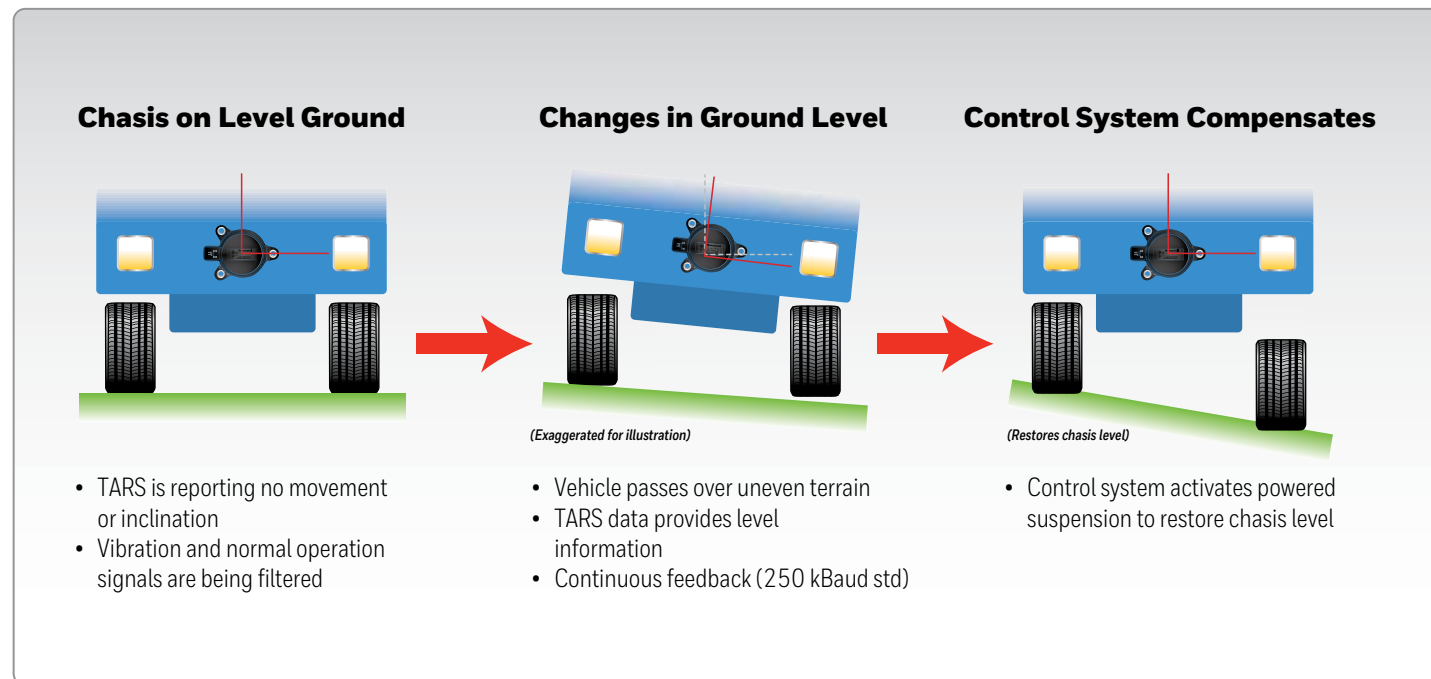 Chasis on Level Ground
Changes in Ground Level
Control System Compensates
(Exaggerated for illustration)
(Restores chasis level)
• TARS is reporting no movement
or inclination
• Vibration and normal operation
signals are being filtered
• Vehicle passes over uneven terrain
• TARS data provides level
information
• Continuous feedback (250 kBaud std)
• Control system activates powered
suspension to restore chasis level